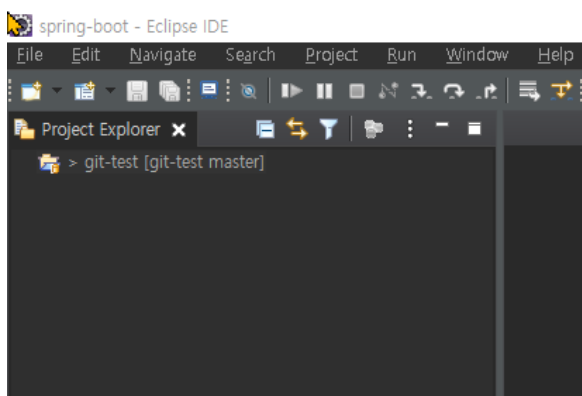 spring-boot - Eclipse IDE
File Edit Navigate Search Project Run Window Help
Project Explorer
> git-test [git-test master]